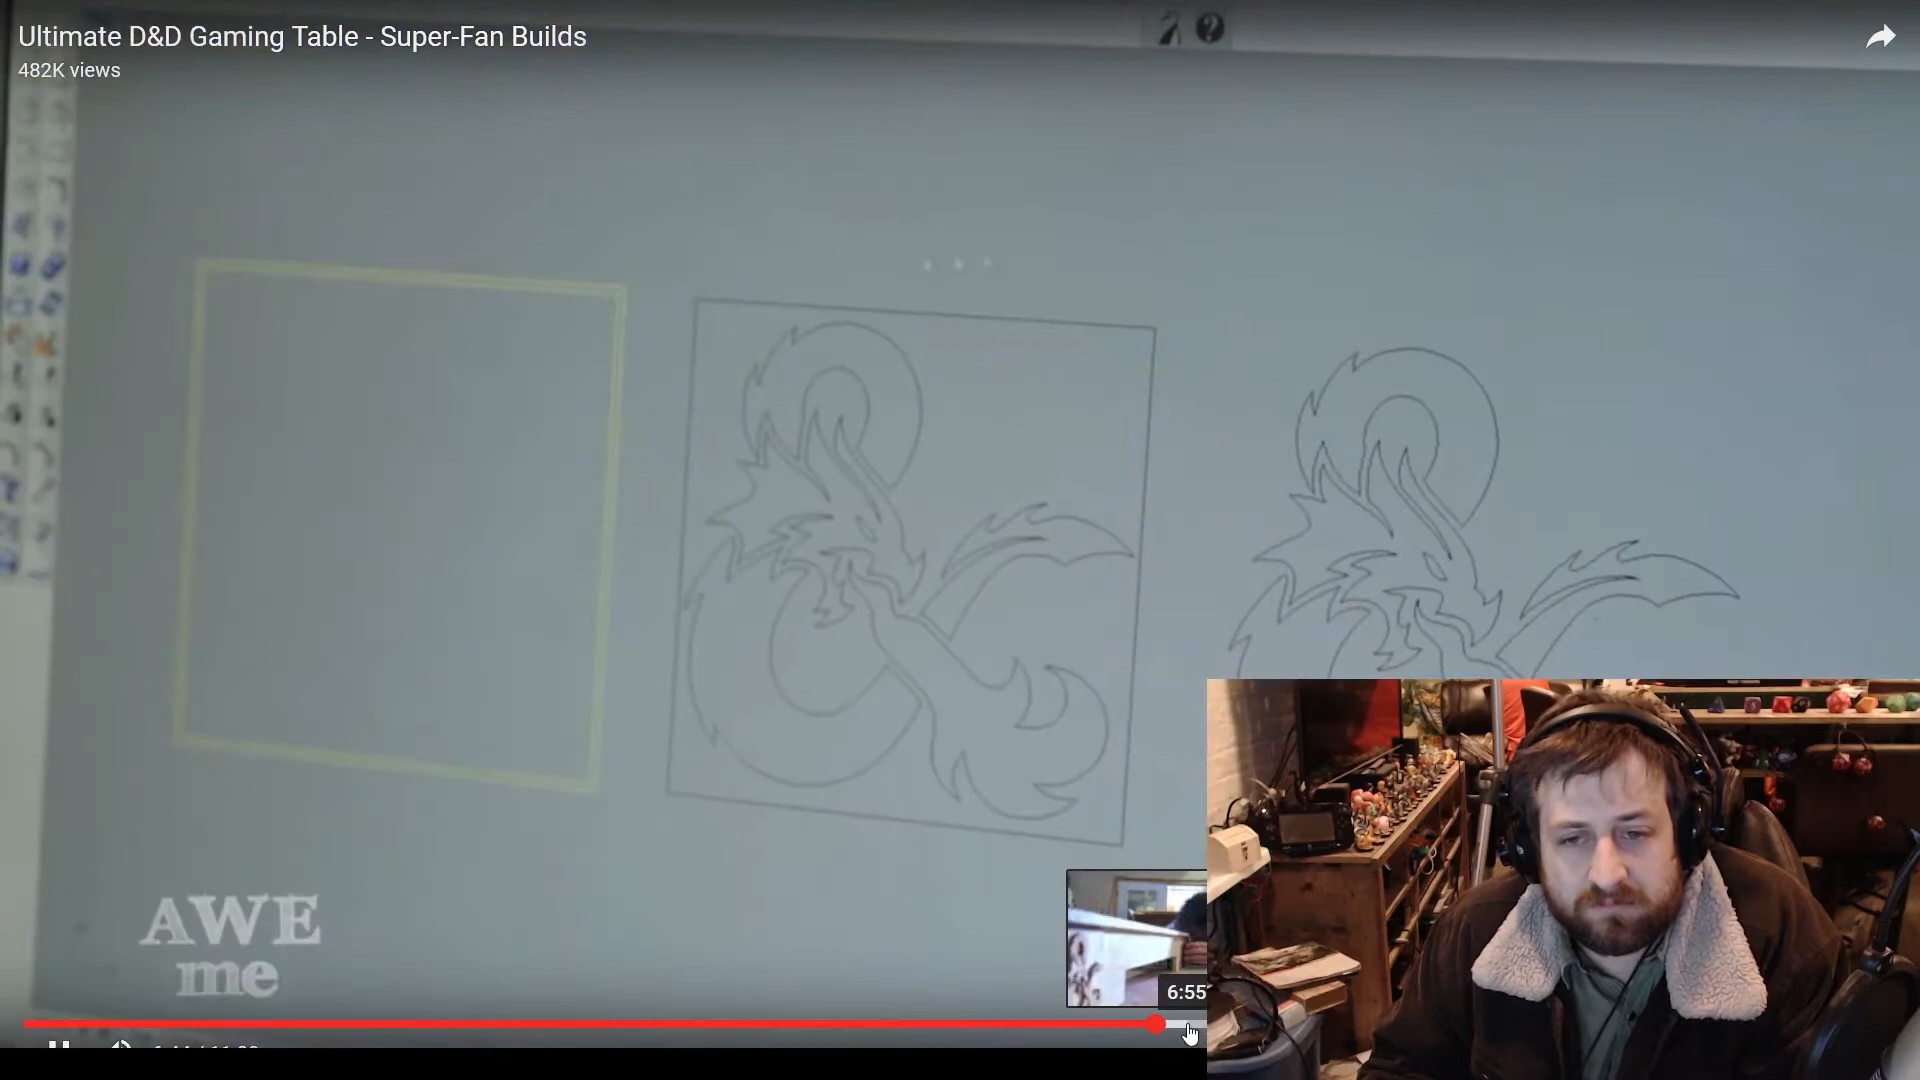 Ultimate D&D Gaming Table - Super-Fan Builds
482K views
?
AWE
me
6:55